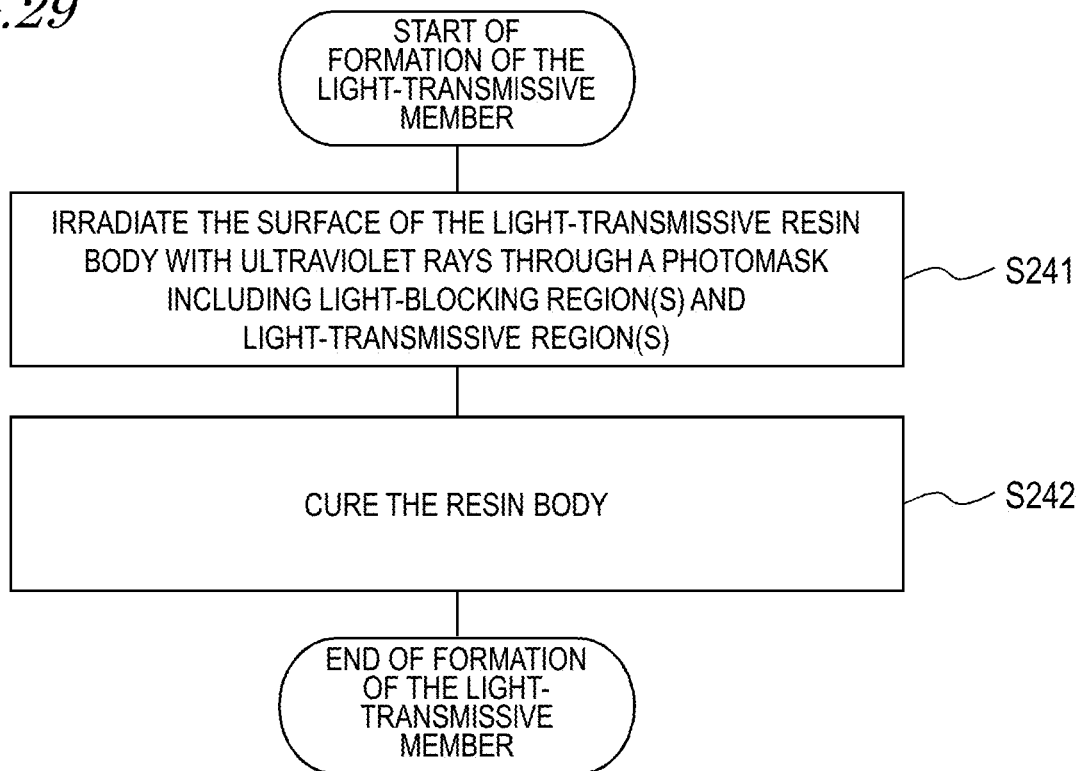 .29
START OF
FORMATION OF THE
LIGHT-TRANSMISSIVE
MEMBER
IRRADIATE THE SURFACE OF THE LIGHT-TRANSMISSIVE RESIN
BODY WITH ULTRAVIOLET RAYS THROUGH A PHOTOMASK
INCLUDING LIGHT-BLOCKING REGION(S) AND
LIGHT-TRANSMISSIVE REGION(S)
S241
CURE THE RESIN BODY
S242
END OF FORMATION
OF THE LIGHT-
TRANSMISSIVE
MEMBER